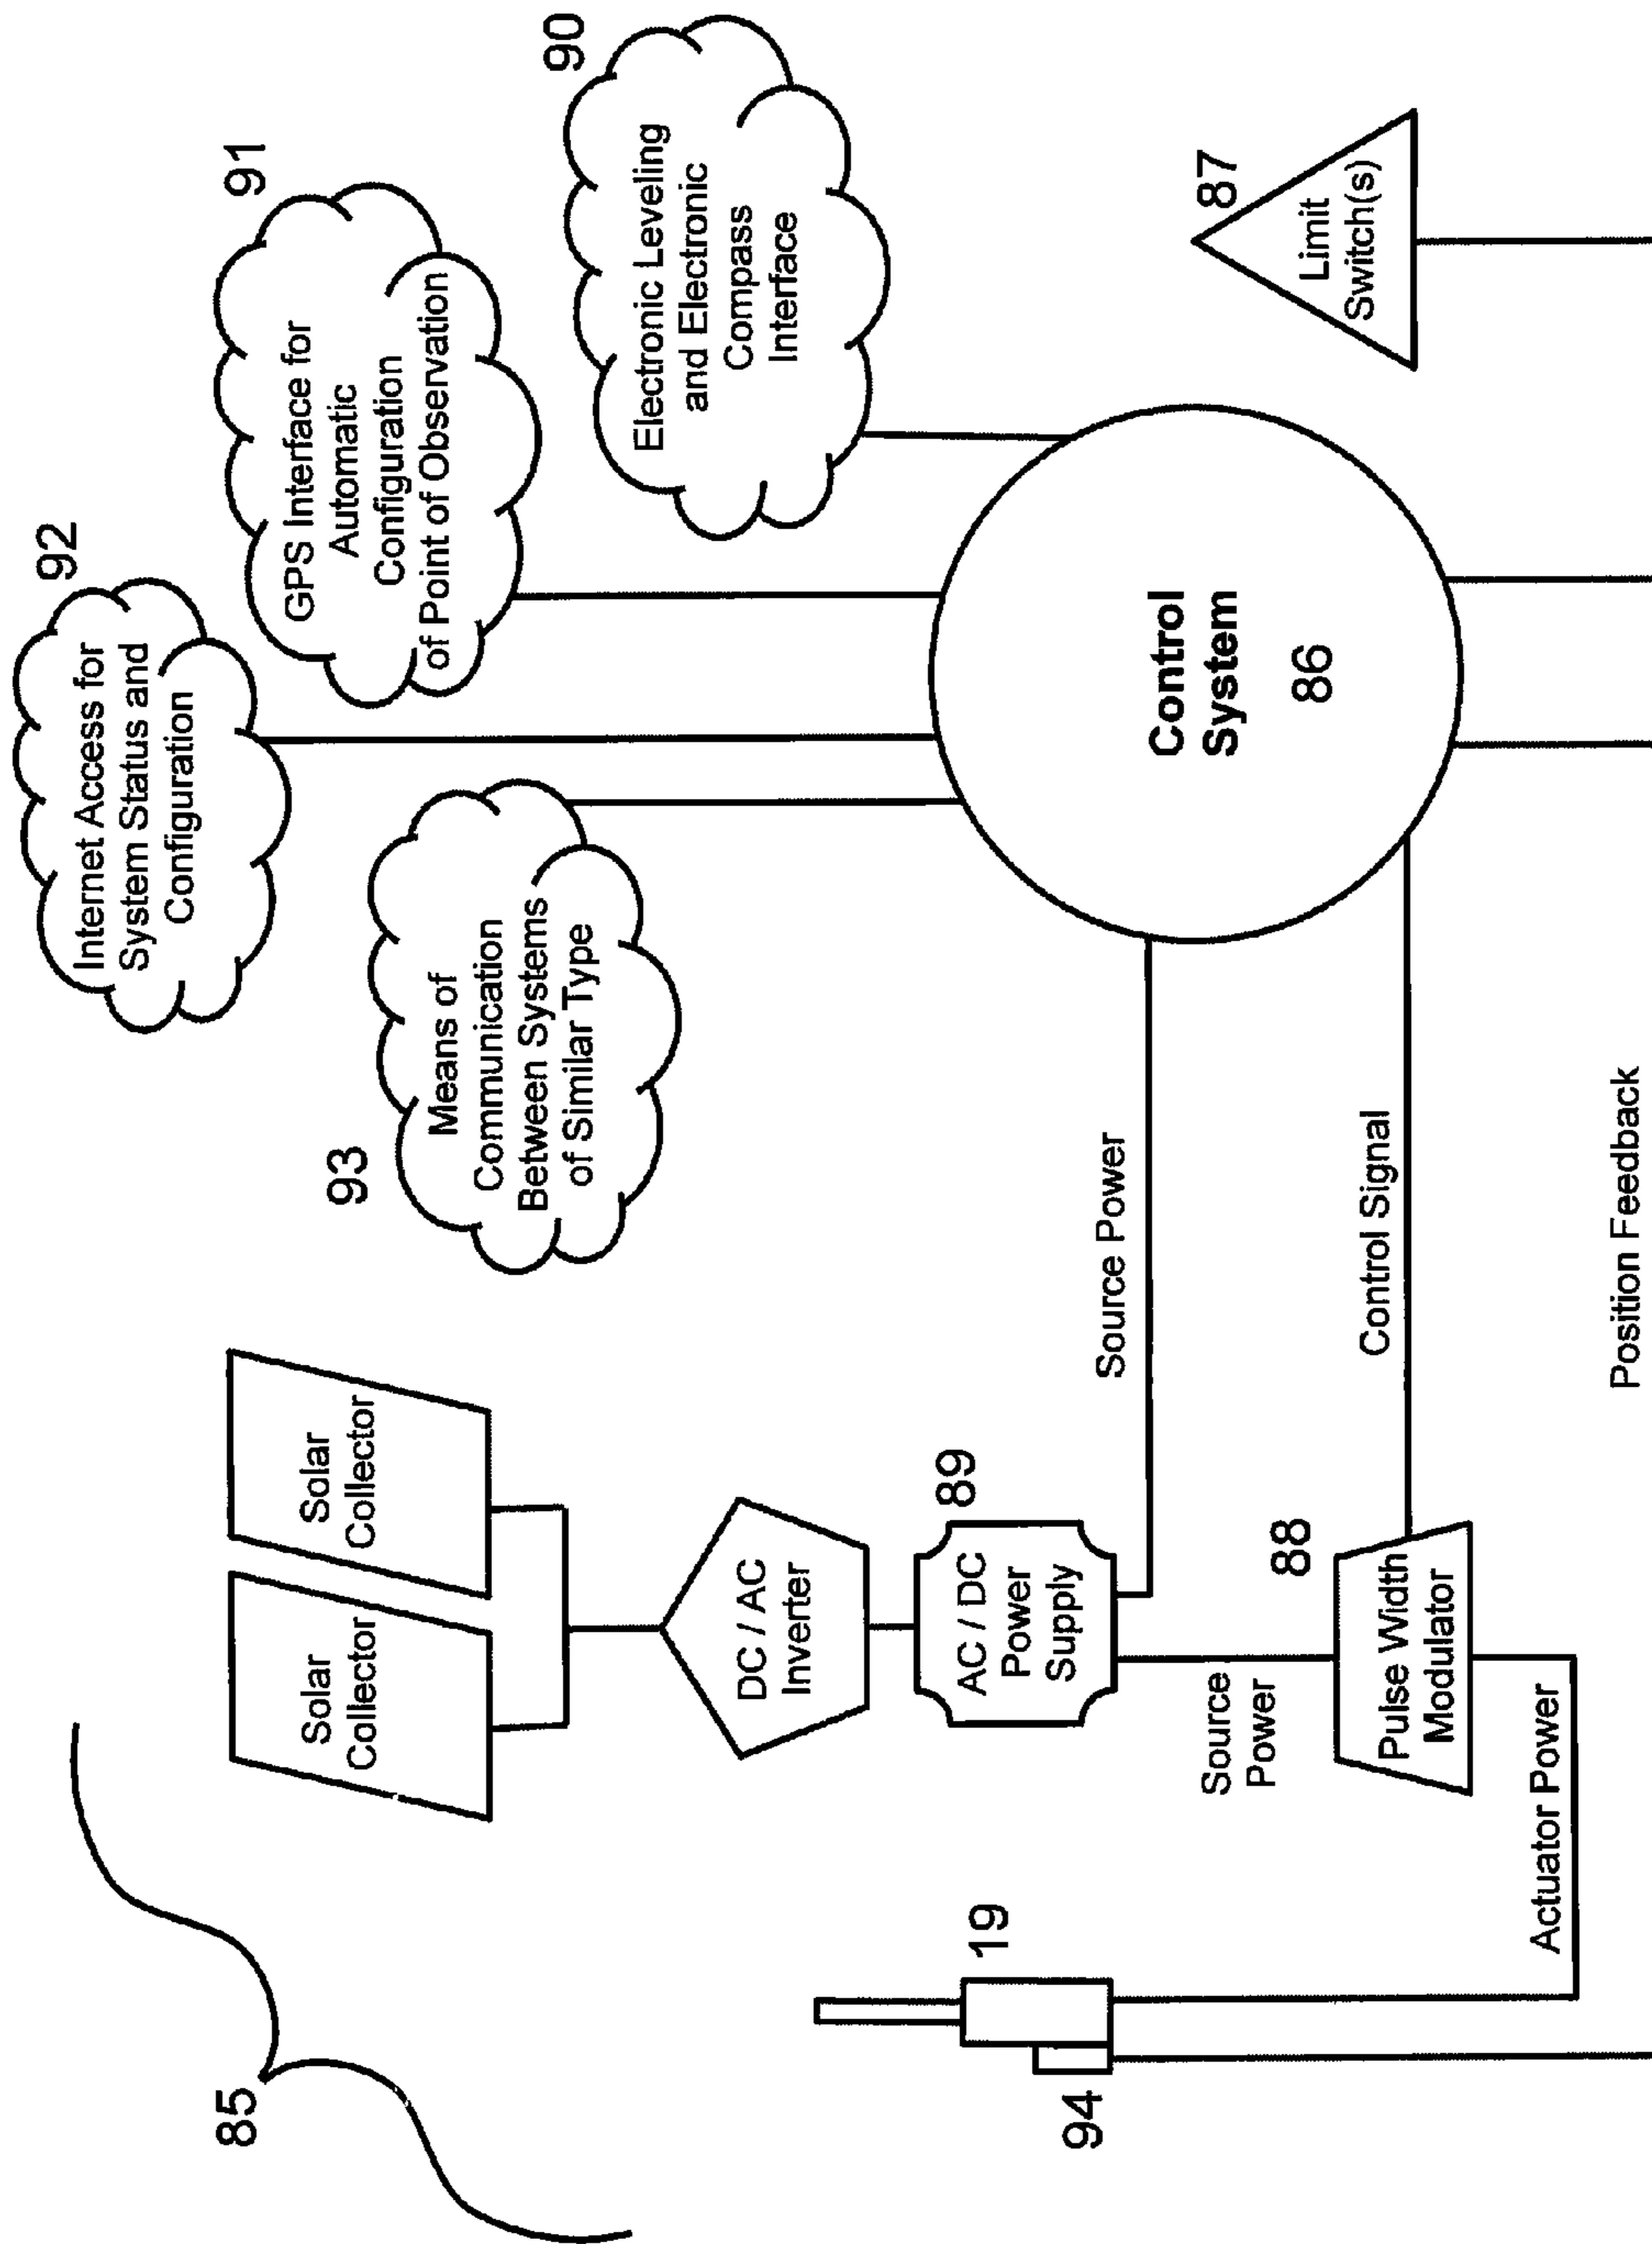 85
Solar
Collector
Solar
Collector
DC / AC
Inverter
AC / DC
Power
Supply
89
19
94
Source
Power
Pulse Width
Modulator
88
Actuator Power
Source Power
Control Signal
Position Feedback
93
Means of
Communication
Between Systems
of Similar Type
92
Internet Access for
System Status and
Configuration
91
GPS Interface for
Automatic
Configuration
of Point of Observation
90
Electronic Leveling
and Electronic
Compass
Interface
Control
System
86
87
Limit
Switch(s)